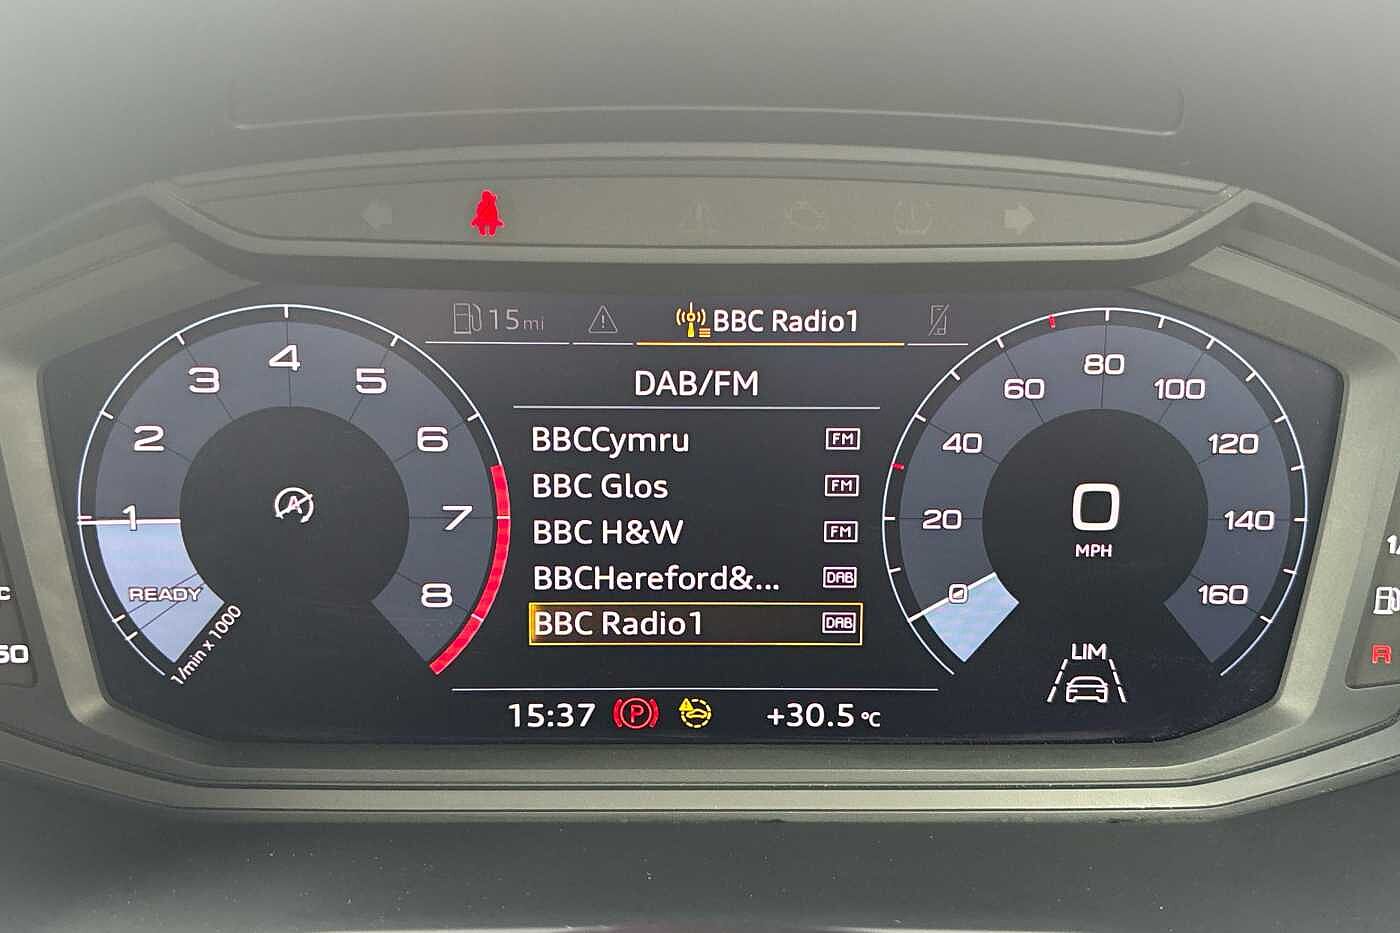 15mi
BBC Radio1
DAB/FM
BBCCymru FM
BBC Glos FM
BBC H&W FM
BBCHereford&... DAB
BBC Radio1 DAB
15:37 P +30.5 °C
1 2 3 4 5 6 7 8
READY
1/min x 1000
A
0 20 40 60 80 100 120 140 160
0
MPH
LIM
C
R